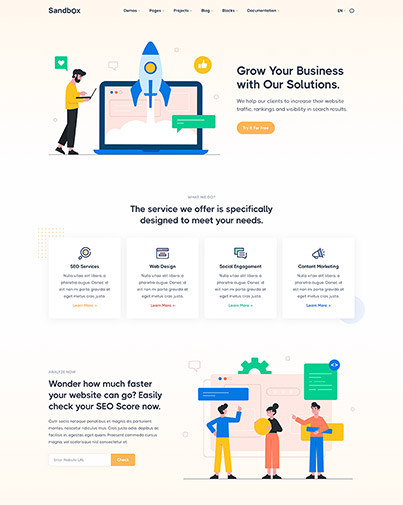 Sandbox
Demos Pages Projects Blog Blocks Documentation EN
Grow Your Business
with Our Solutions.
We help our clients to increase their website
traffic, rankings and visibility in search results.
Try it for Free
WHAT WE DO?
The service we offer is specifically
designed to meet your needs.
SEO Services
Nulla vitae elit libero, a
pharetra augue. Donec id
elit non mi porta gravida at
eget metus cras justo.
Learn More
Web Design
Nulla vitae elit libero, a
pharetra augue. Donec id
elit non mi porta gravida at
eget metus cras justo.
Learn More
Social Engagement
Nulla vitae elit libero, a
pharetra augue. Donec id
elit non mi porta gravida at
eget metus cras justo.
Learn More
Content Marketing
Nulla vitae elit libero, a
pharetra augue. Donec id
elit non mi porta gravida at
eget metus cras justo.
Learn More
ANALYZE NOW
Wonder how much faster
your website can go? Easily
check your SEO Score now.
Cum sociis natoque penatibus et magnis dis parturient
montes, nascetur ridiculus mus. Cras justo odio, dapibus ac
facilisis in, egestas eget quam. Praesent commodo cursus
magna, vel scelerisque nisl consectetur et.
Enter Website URL
Check